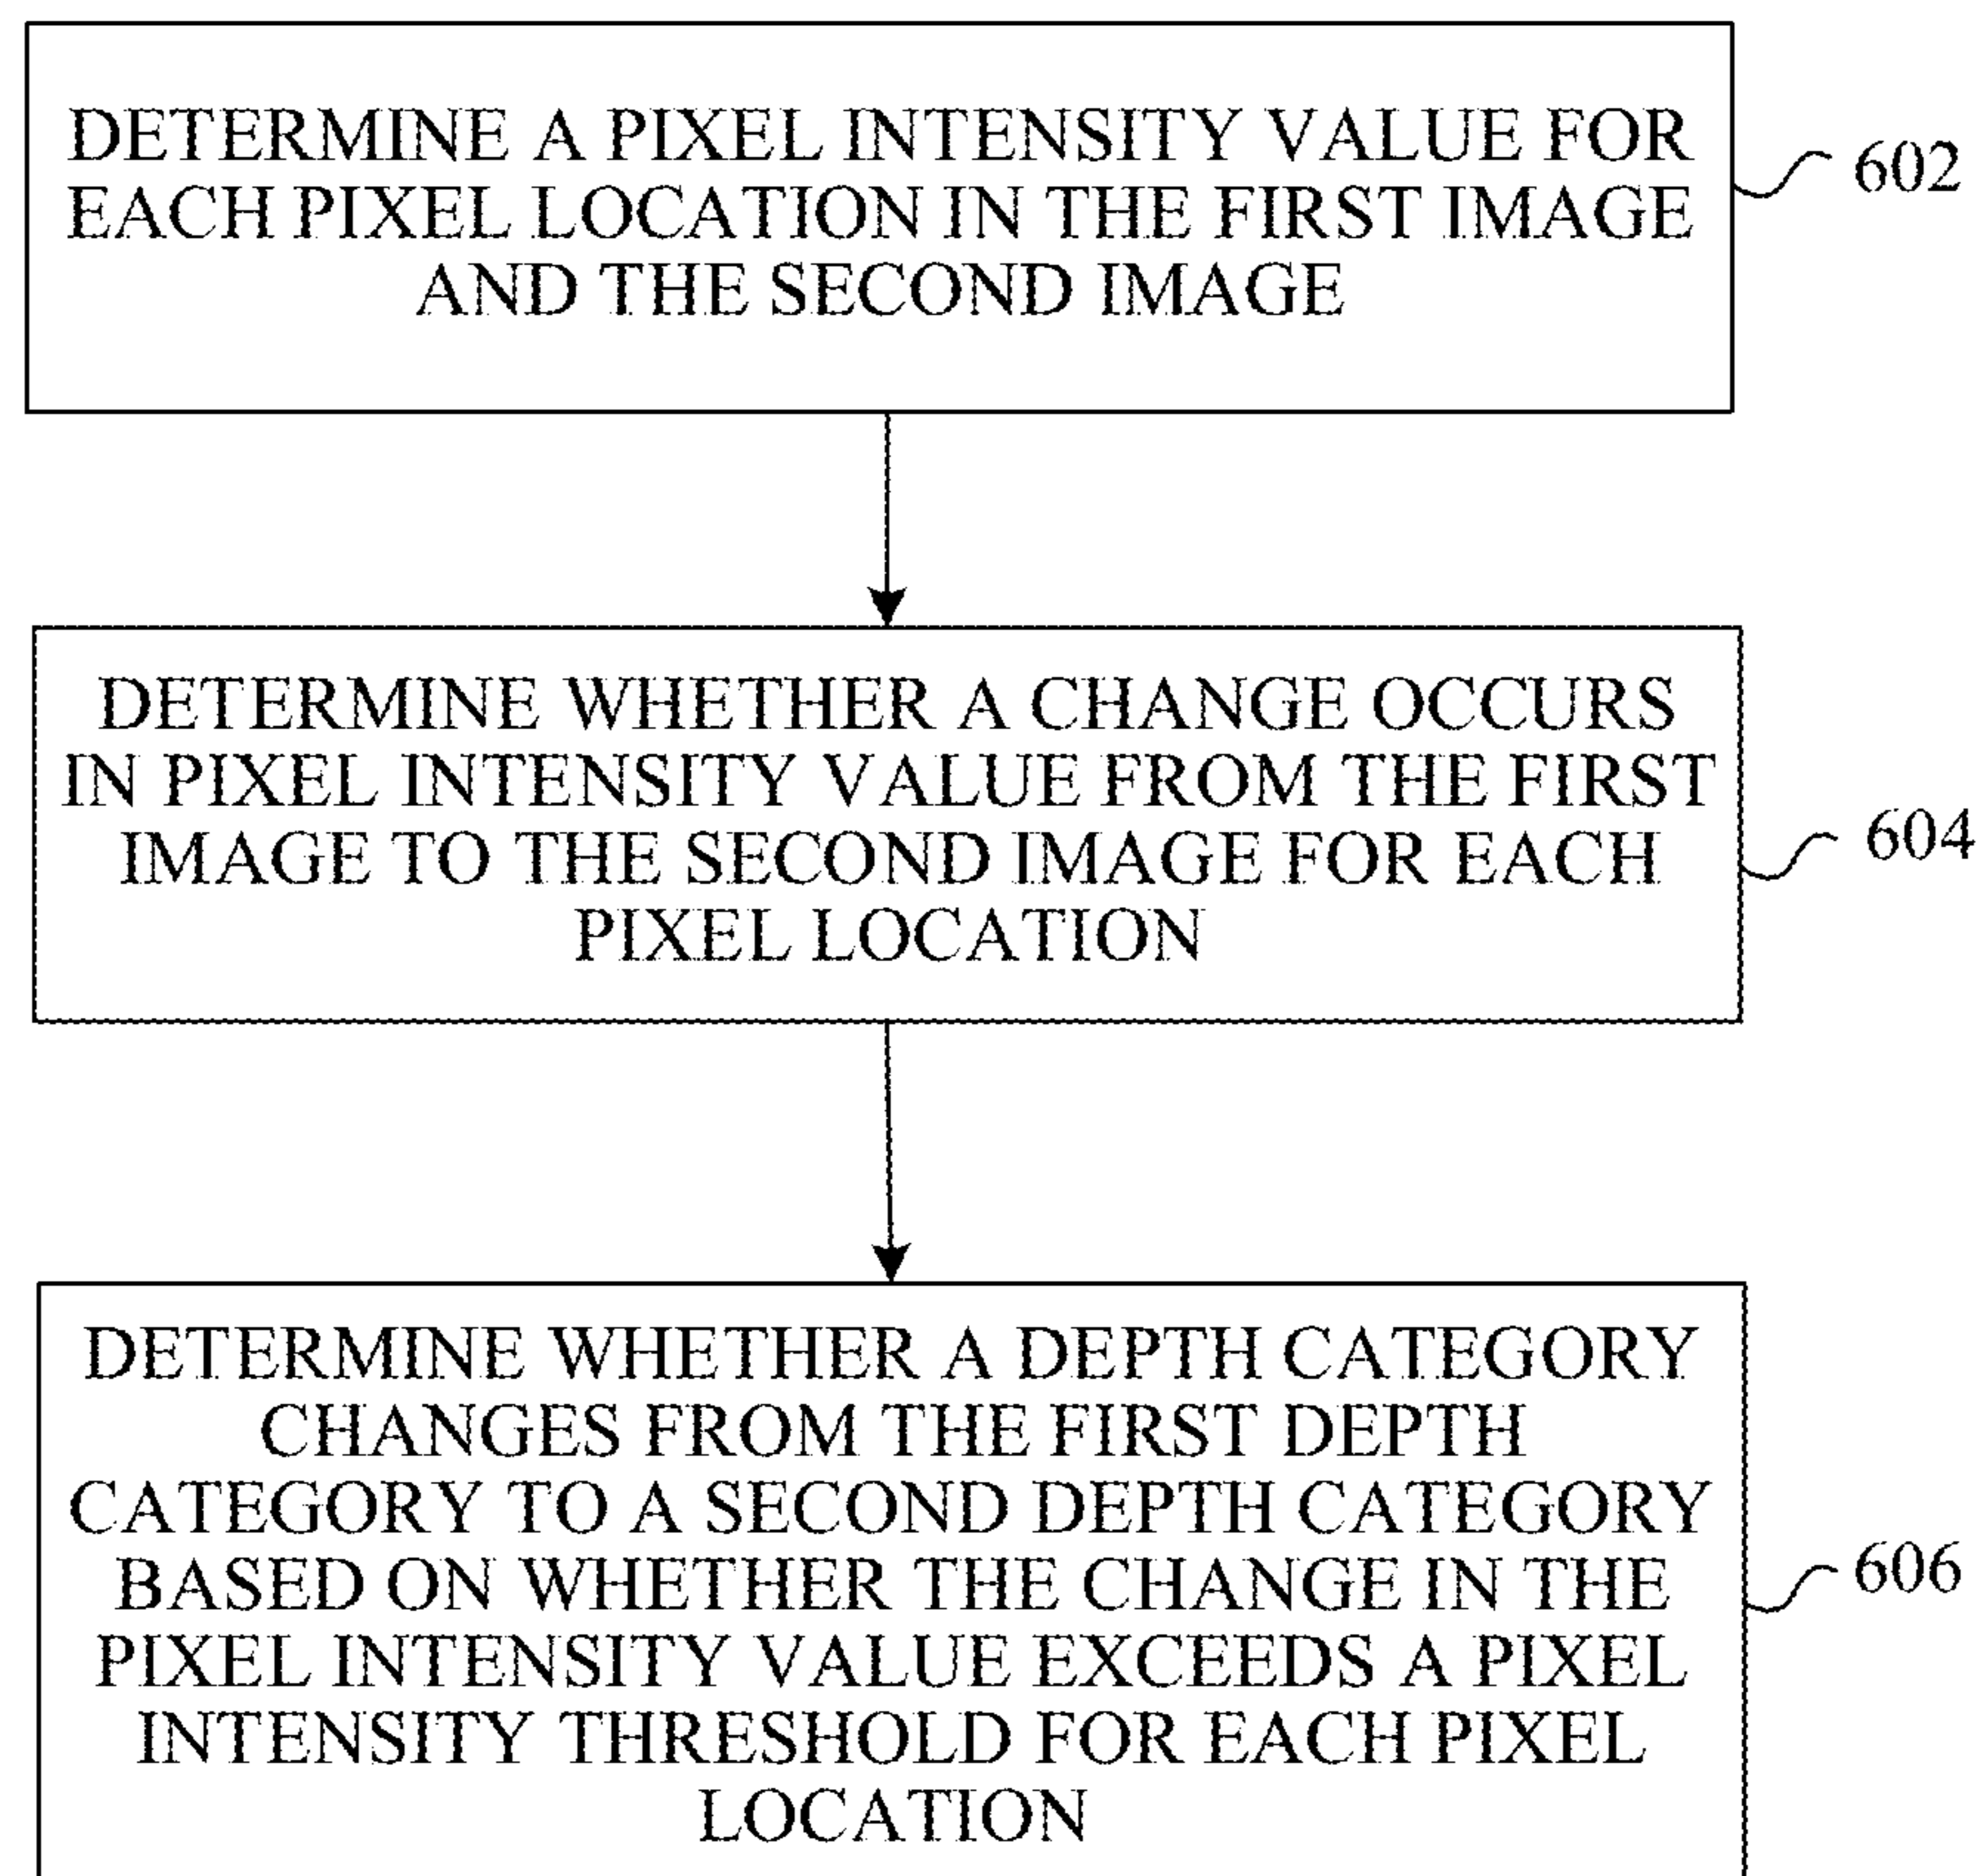 DETERMINE A PIXEL INTENSITY VALUE FOR
EACH PIXEL LOCATION IN THE FIRST IMAGE
AND THE SECOND IMAGE
602
DETERMINE WHETHER A CHANGE OCCURS
IN PIXEL INTENSITY VALUE FROM THE FIRST
IMAGE TO THE SECOND IMAGE FOR EACH
PIXEL LOCATION
604
DETERMINE WHETHER A DEPTH CATEGORY
CHANGES FROM THE FIRST DEPTH
CATEGORY TO A SECOND DEPTH CATEGORY
BASED ON WHETHER THE CHANGE IN THE
PIXEL INTENSITY VALUE EXCEEDS A PIXEL
INTENSITY THRESHOLD FOR EACH PIXEL
LOCATION
606